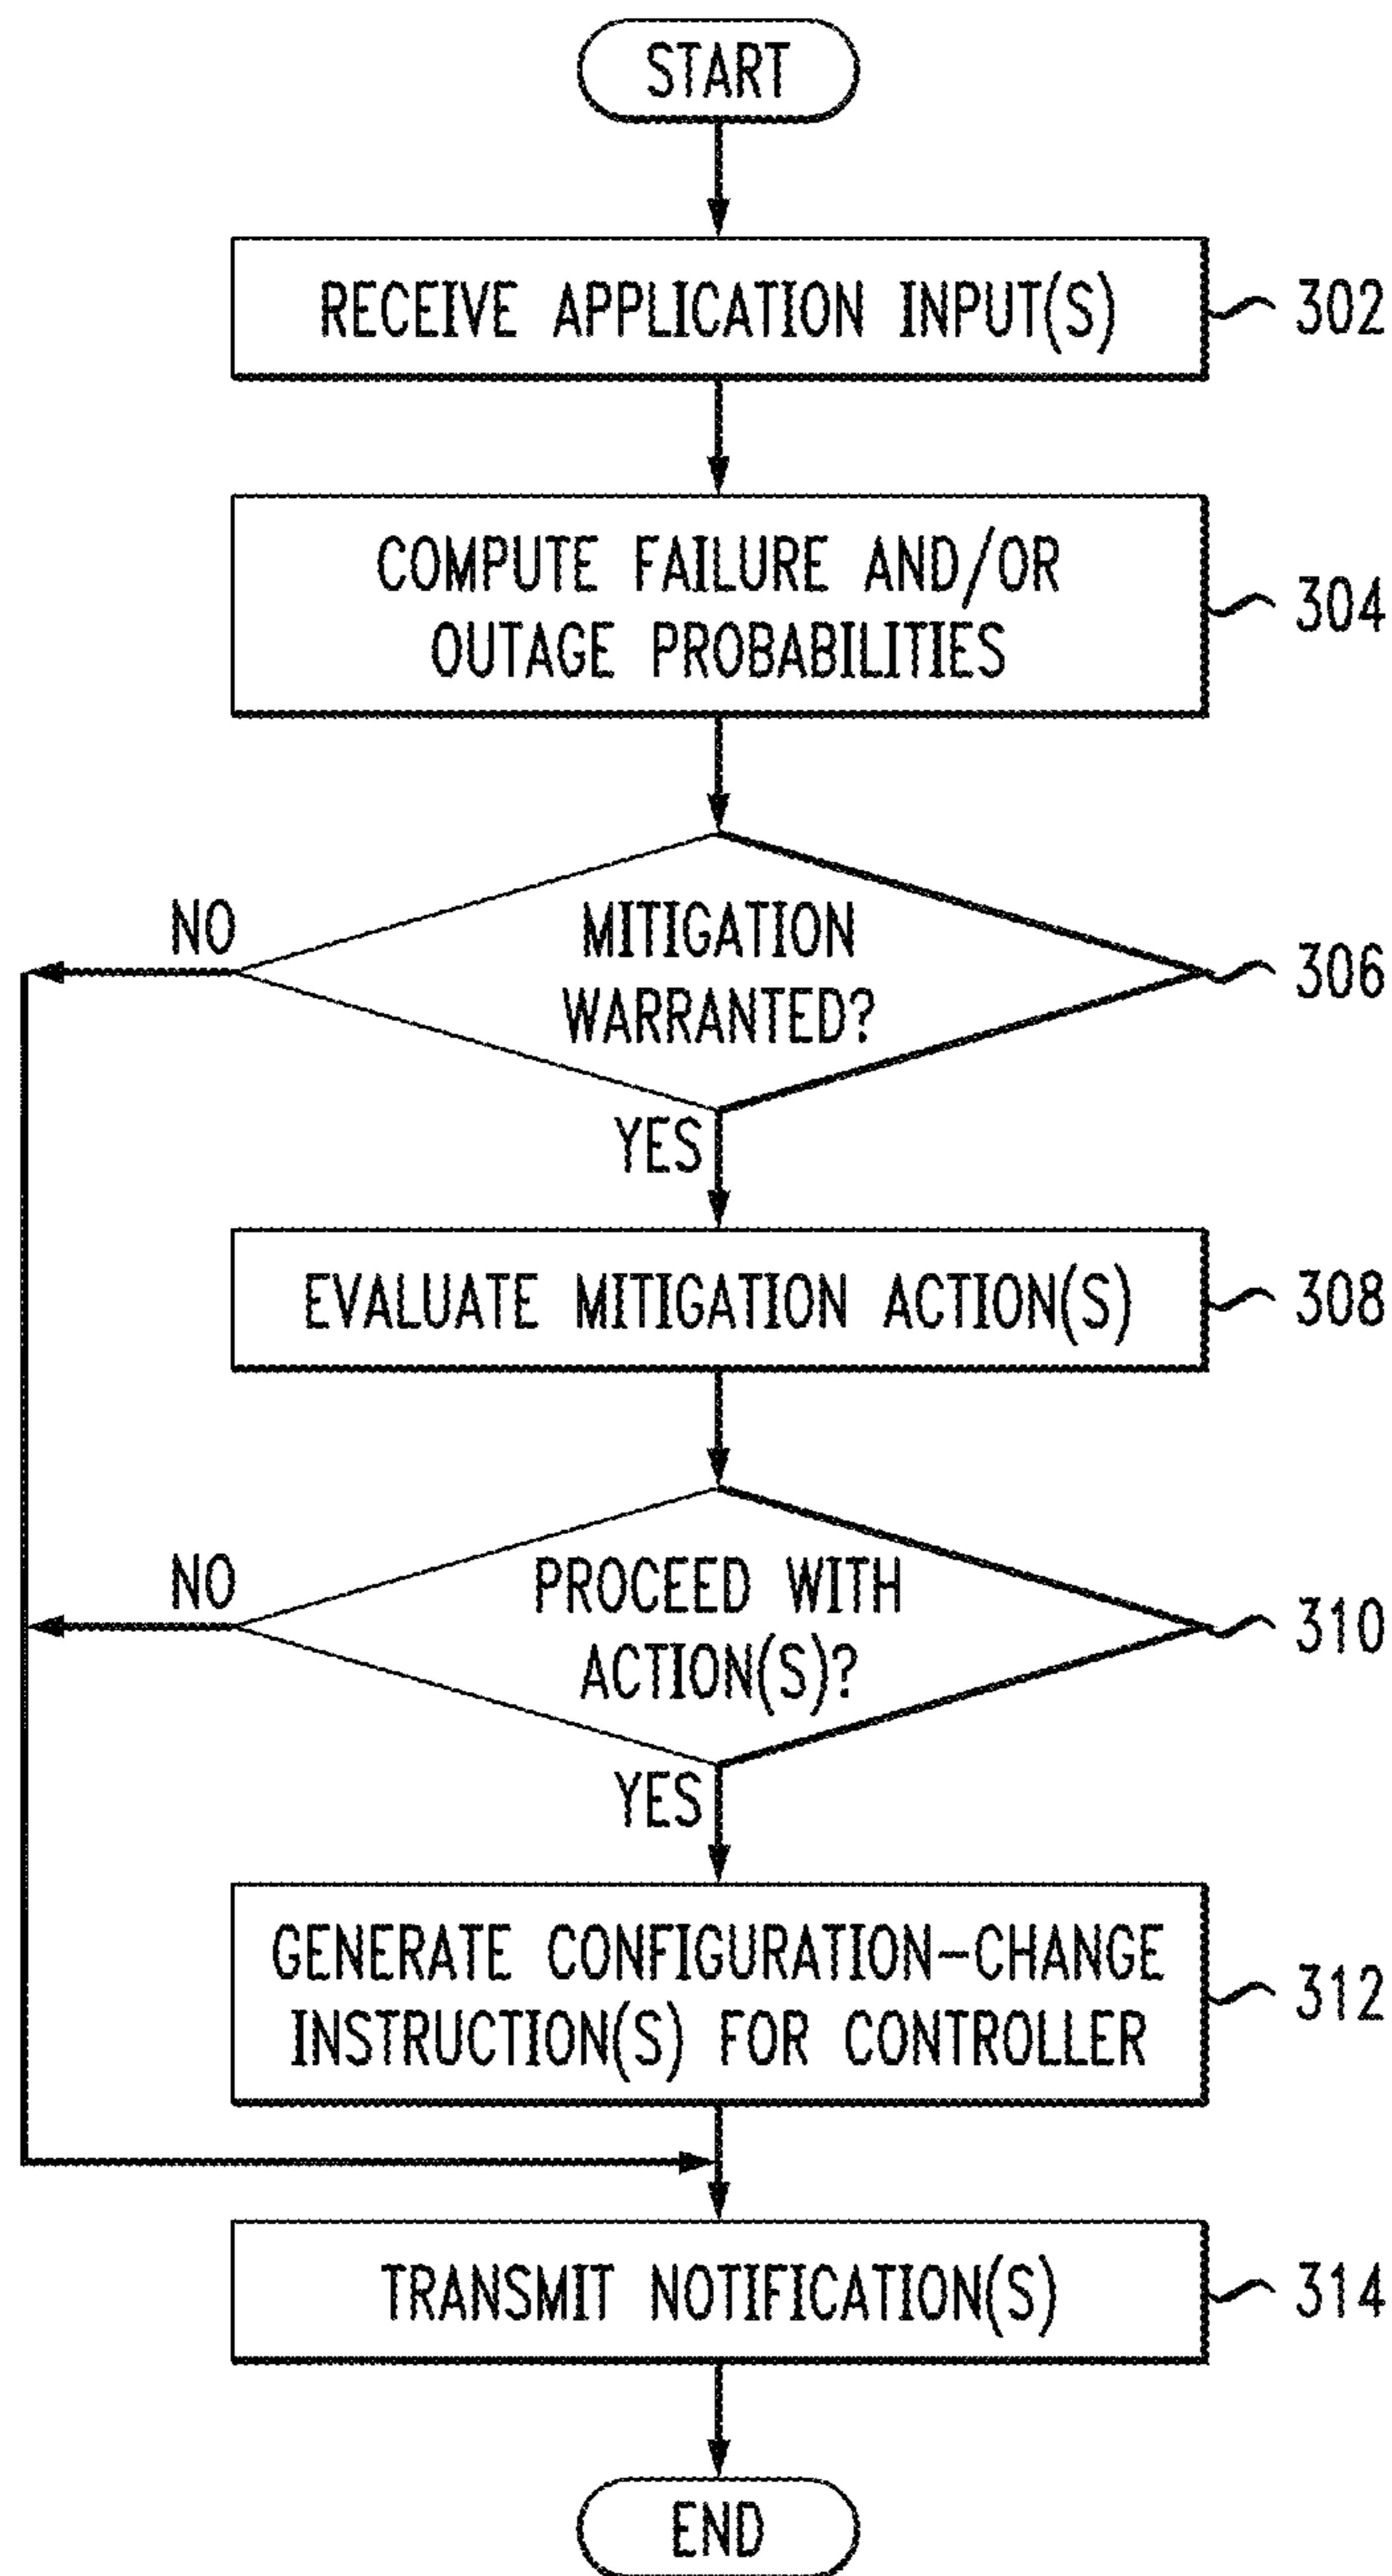 START
RECEIVE APPLICATION INPUT(S)
302
COMPUTE FAILURE AND/OR
OUTAGE PROBABILITIES
304
NO
MITIGATION
WARRANTED?
306
YES
EVALUATE MITIGATION ACTION(S)
308
NO
PROCEED WITH
ACTION(S)?
310
YES
GENERATE CONFIGURATION-CHANGE
INSTRUCTION(S) FOR CONTROLLER
312
TRANSMIT NOTIFICATION(S)
314
END